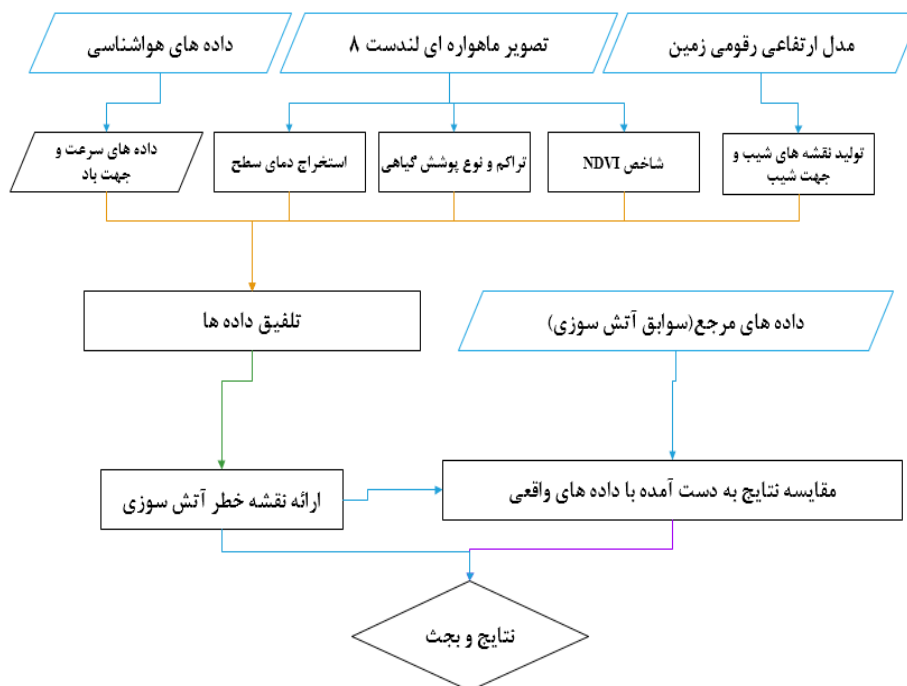 مدل ارتفاعی رقومی زمین
تصویر ماهواره ای لندست ۸
داده های هواشناسی
تولید نقشه های شیب و
جهت شیب
شاخص NDVI
تراکم و نوع پوشش گیاهی
استخراج دمای سطح
داده های سرعت و
جهت باد
تلفیق داده ها
داده های مرجع(سوابق آتش سوزی)
ارائه نقشه خطر آتش سوزی
مقایسه نتایج به دست آمده با داده های واقعی
نتایج و بجث